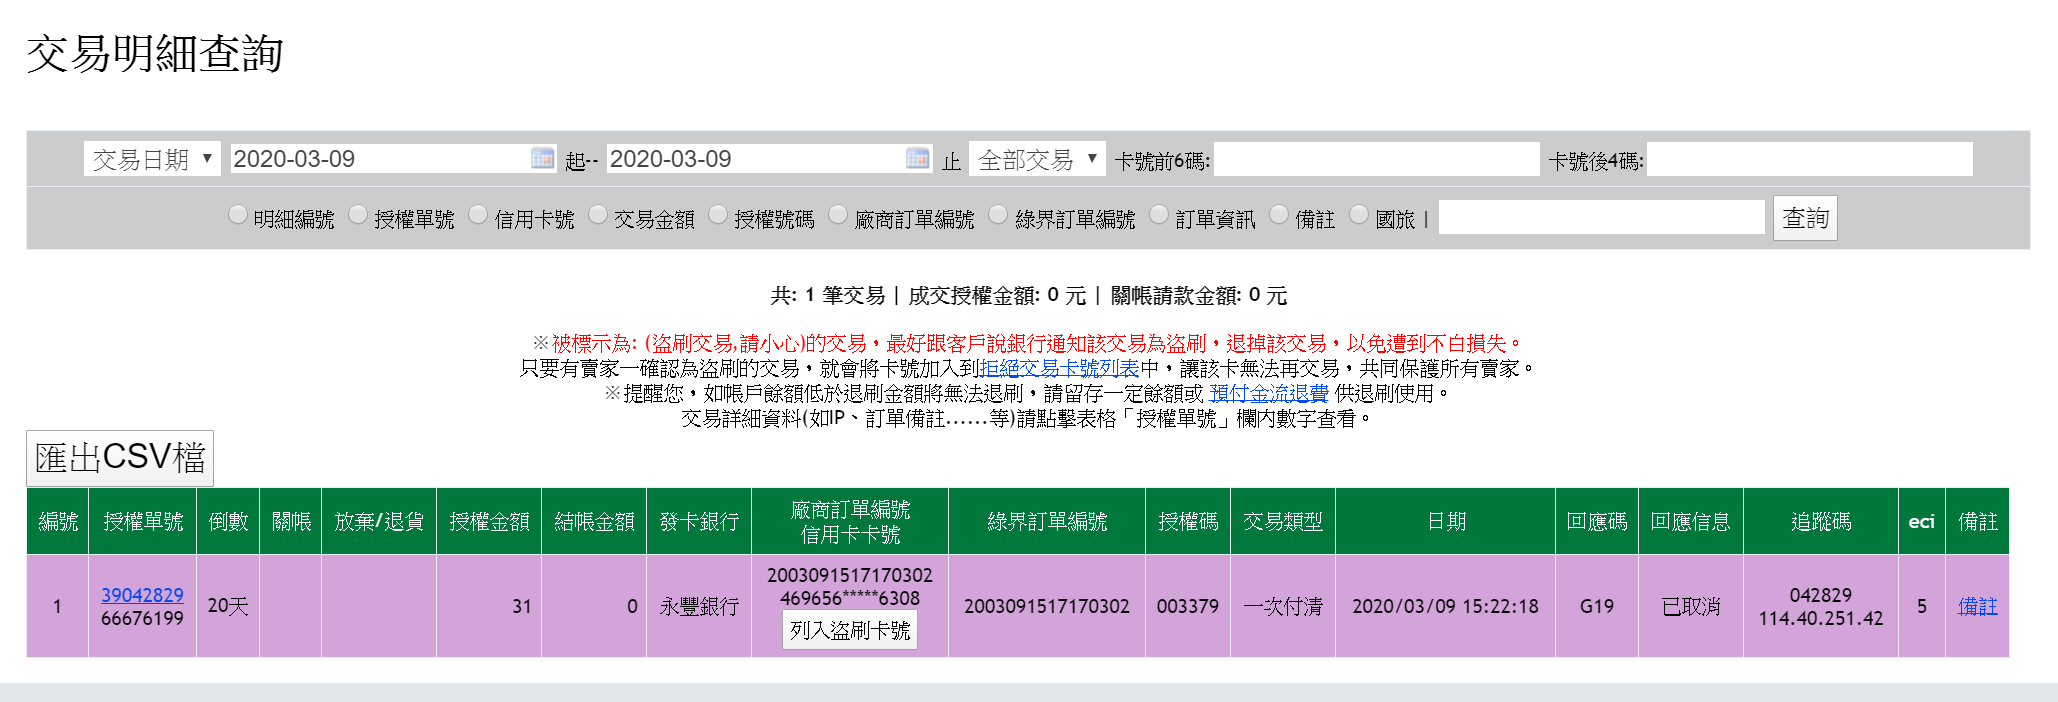 交易明細查詢
交易日期 2020-03-09 起-- 2020-03-09 止 全部交易 卡號前6碼: 卡號後4碼:
明細編號 授權單號 信用卡號 交易金額 授權號碼 廠商訂單編號 綠界訂單編號 訂單資訊 備註 國旅 | 查詢
共: 1 筆交易 | 成交授權金額: 0 元 | 關帳請款金額: 0 元
※被標示為: (盜刷交易,請小心)的交易，最好跟客戶說銀行通知該交易為盜刷，退掉該交易，以免遭到不白損失。
只要有賣家一確認為盜刷的交易，就會將卡號加入到拒絕交易卡號列表中，讓該卡無法再交易，共同保護所有賣家。
※提醒您，如帳戶餘額低於退刷金額將無法退刷，請留存一定餘額或 預付金流退費 供退刷使用。
交易詳細資料(如IP、訂單備註......等)請點擊表格「授權單號」欄內數字查看。
匯出CSV檔
編號 授權單號 倒數 關帳 放棄/退貨 授權金額 結帳金額 發卡銀行 廠商訂單編號 綠界訂單編號 授權碼 交易類型 日期 回應碼 回應信息 追蹤碼 eci 備註
信用卡卡號
1 39042829 20天 31 0 永豐銀行 2003091517170302 2003091517170302 003379 一次付清 2020/03/09 15:22:18 G19 已取消 042829 5 備註
66676199 469656*****6308 114.40.251.42
列入盜刷卡號